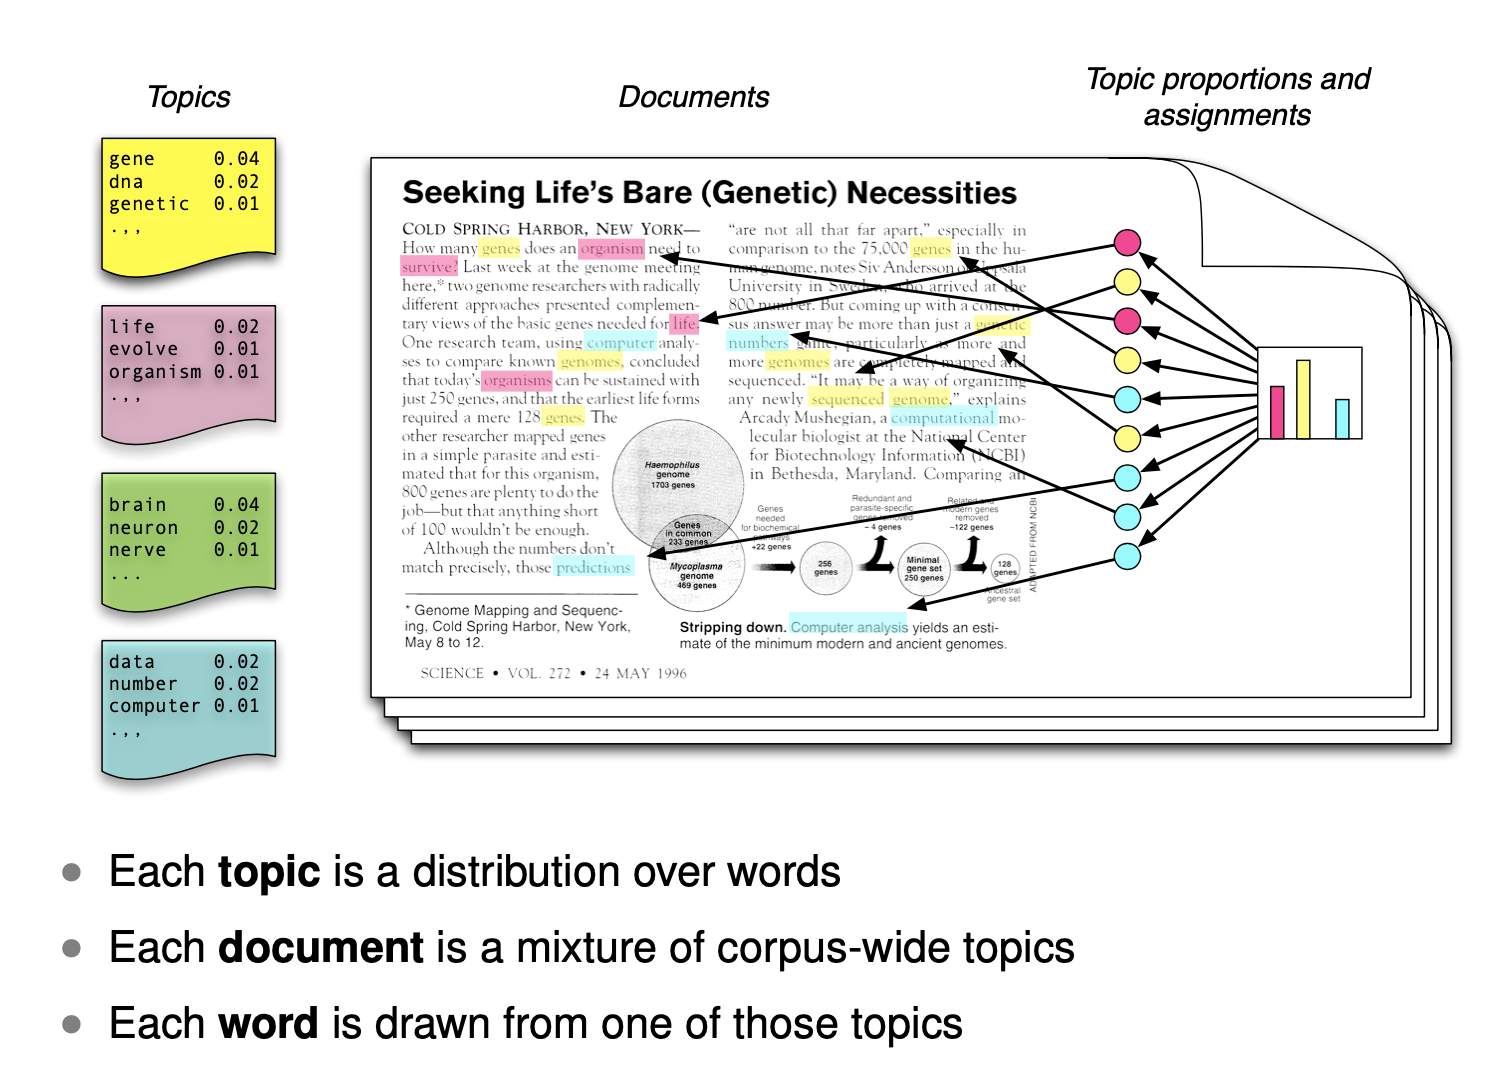 Topics
Documents
Topic proportions and
assignments
gene 0.04
dna 0.02
genetic 0.01
.,,
life 0.02
evolve 0.01
organism 0.01
.,,
brain 0.04
neuron 0.02
nerve 0.01
...
data 0.02
number 0.02
computer 0.01
.,,
Seeking Life's Bare (Genetic) Necessities
COLD SPRING HARBOR, NEW YORK—
How many genes does an organism need to
survive? Last week at the genome meeting
here,* two genome researchers with radically
different approaches presented complemen-
tary views of the basic genes needed for life.
One research team, using computer analy-
ses to compare known genomes, concluded
that today's organisms can be sustained with
just 250 genes, and that the earliest life forms
required a mere 128 genes. The
other researcher mapped genes
in a simple parasite and esti-
mated that for this organism,
800 genes are plenty to do the
job—but that anything short
of 100 wouldn't be enough.
Although the numbers don't
match precisely, those predictions
* Genome Mapping and Sequenc-
ing, Cold Spring Harbor, New York,
May 8 to 12.
"are not all that far apart," especially in
comparison to the 75,000 genes in the hu-
man genome, notes Siv Andersson of Uppsala
University in Sweden, who arrived at the
800 number. But coming up with a consen-
sus answer may be more than just a genetic
numbers game, particularly as more and
more genomes are completely mapped and
sequenced. "It may be a way of organizing
any newly sequenced genome," explains
Arcady Mushegian, a computational mo-
lecular biologist at the National Center
for Biotechnology Information (NCBI)
in Bethesda, Maryland. Comparing an
Haemophilus
genome
1703 genes
Genes
in common
233 genes
Mycoplasma
genome
469 genes
Genes
needed
for biochemical
pathways
+22 genes
256
genes
Redundant and
parasite-specific
genes removed
– 4 genes
Minimal
gene set
250 genes
Related and
modern genes
removed
–122 genes
128
genes
Ancestral
gene set
ADAPTED FROM NCBI
Stripping down. Computer analysis yields an esti-
mate of the minimum modern and ancient genomes.
SCIENCE • VOL. 272 • 24 MAY 1996
• Each topic is a distribution over words
• Each document is a mixture of corpus-wide topics
• Each word is drawn from one of those topics